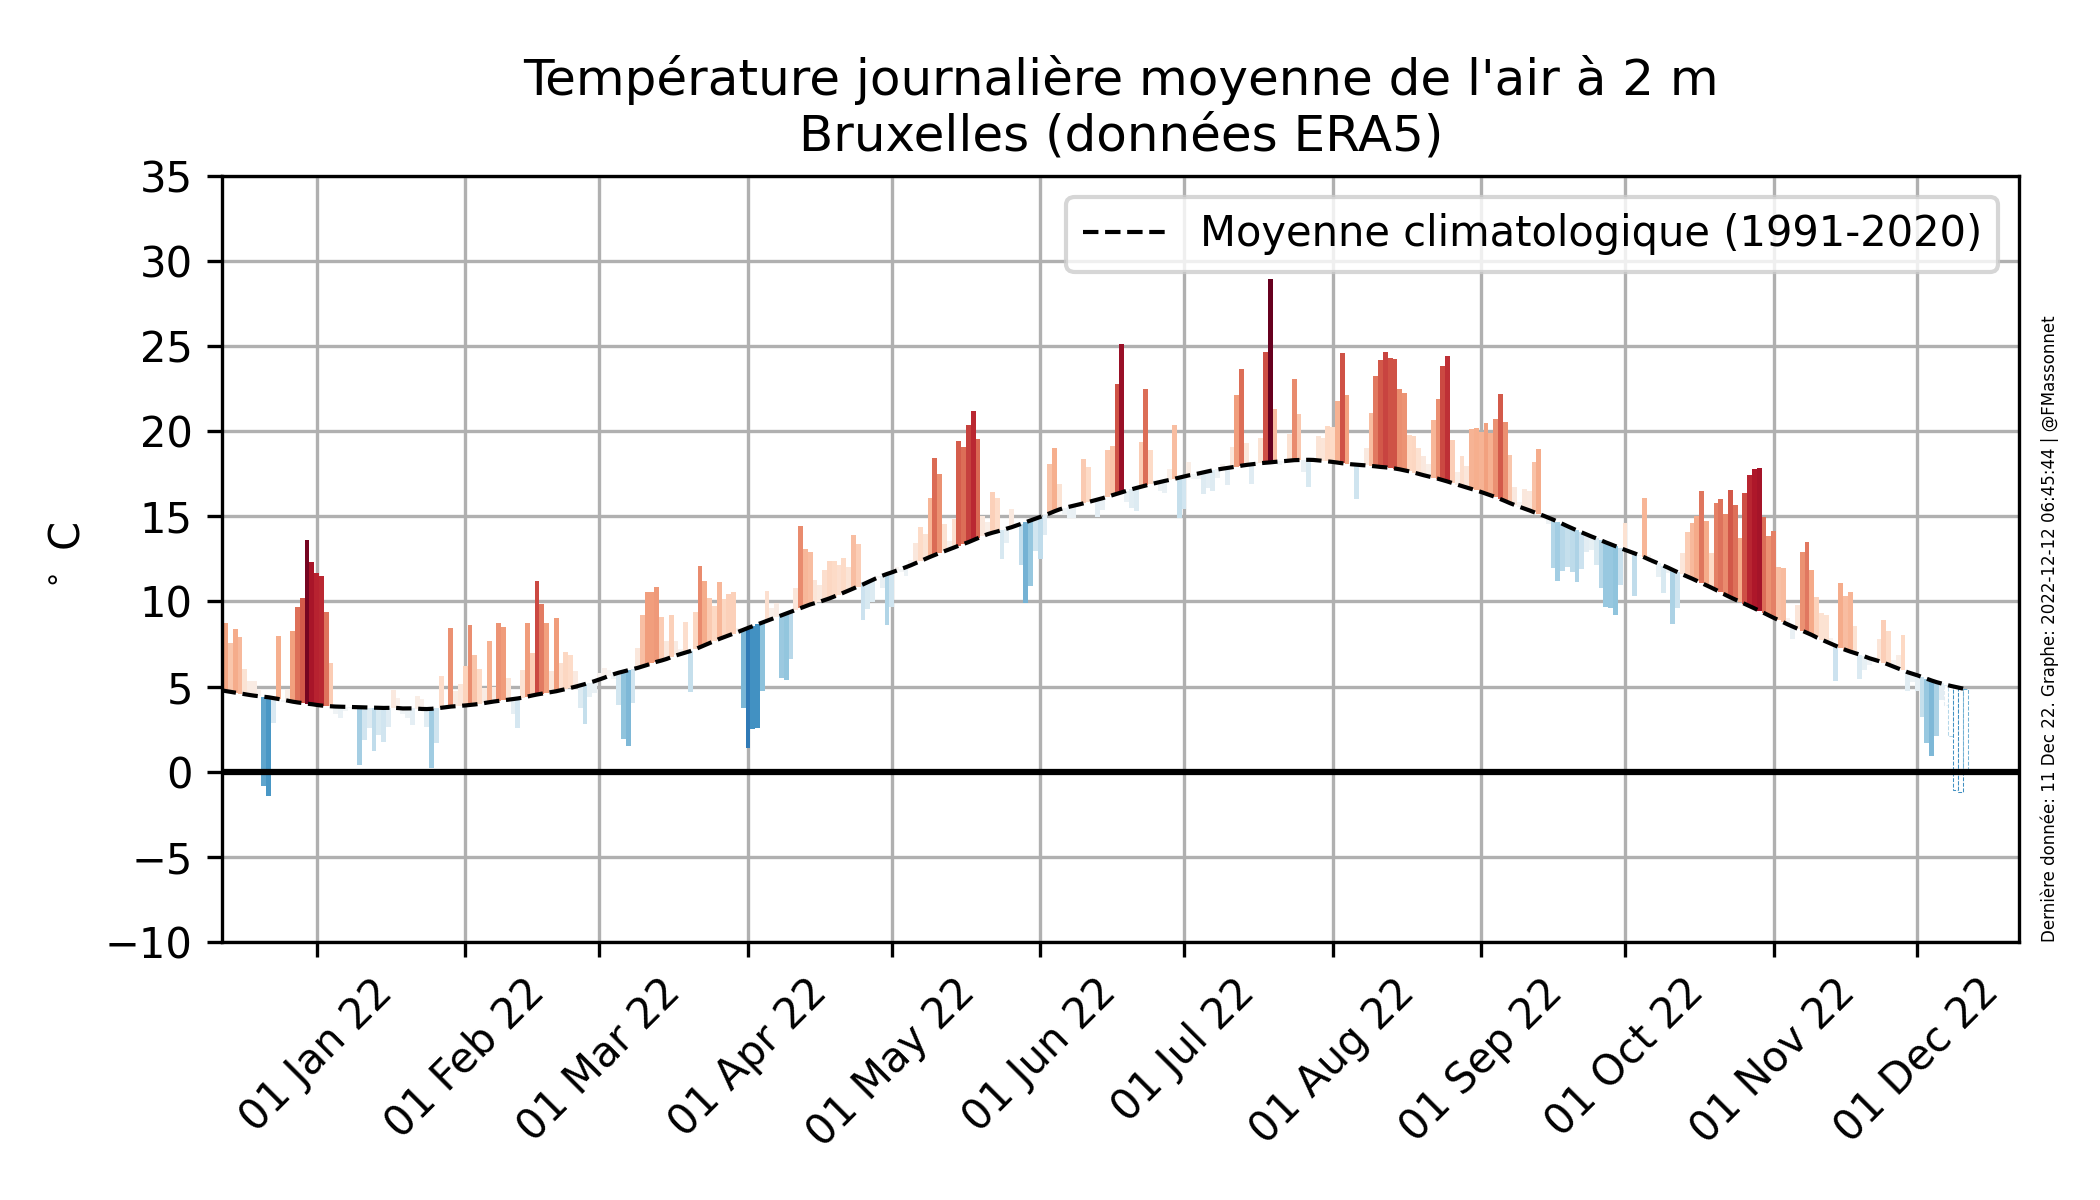 Température journalière moyenne de l'air à 2 m
Bruxelles (données ERA5)
Moyenne climatologique (1991-2020)
35
30
25
20
15
10
5
0
−5
−10
° C
01 Jan 22
01 Feb 22
01 Mar 22
01 Apr 22
01 May 22
01 Jun 22
01 Jul 22
01 Aug 22
01 Sep 22
01 Oct 22
01 Nov 22
01 Dec 22
Dernière donnée: 11 Dec 22. Graphe: 2022-12-12 06:45:44 | @FMassonnet